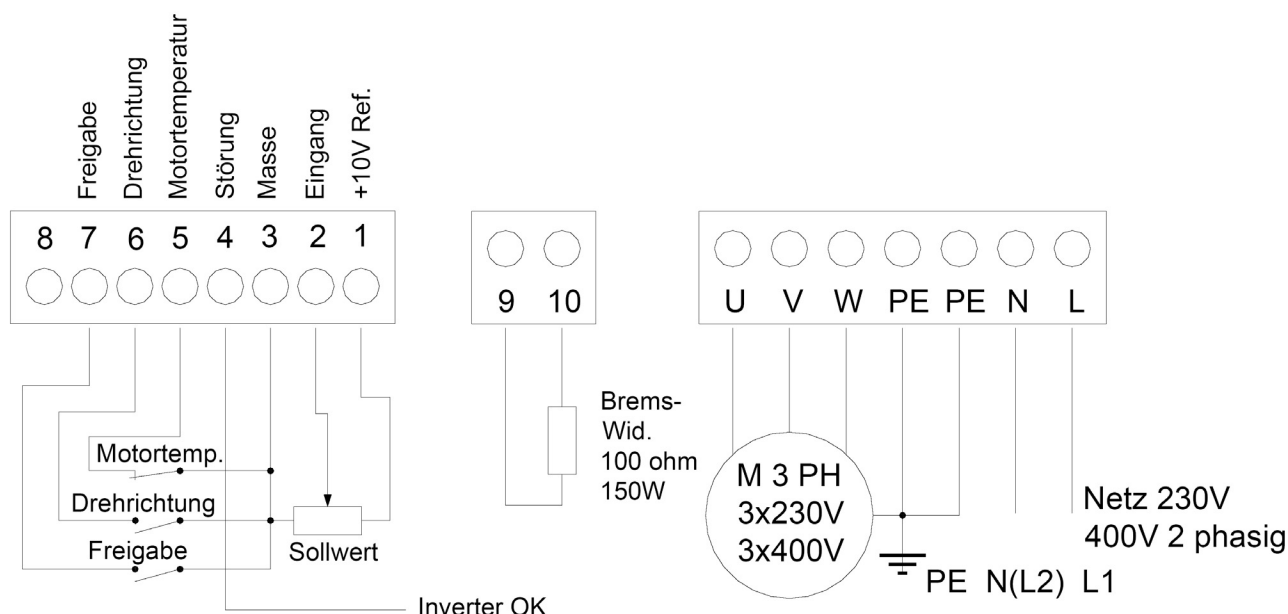 Freigabe
Drehrichtung
Motortemperatur
Störung
Masse
Eingang
+10V Ref.
8 7 6 5 4 3 2 1
9 10
U V W PE PE N L
Motortemp.
Drehrichtung
Freigabe
Sollwert
Inverter OK
Brems-
Wid.
100 ohm
150W
M 3 PH
3x230V
3x400V
Netz 230V
400V 2 phasig
PE N(L2) L1